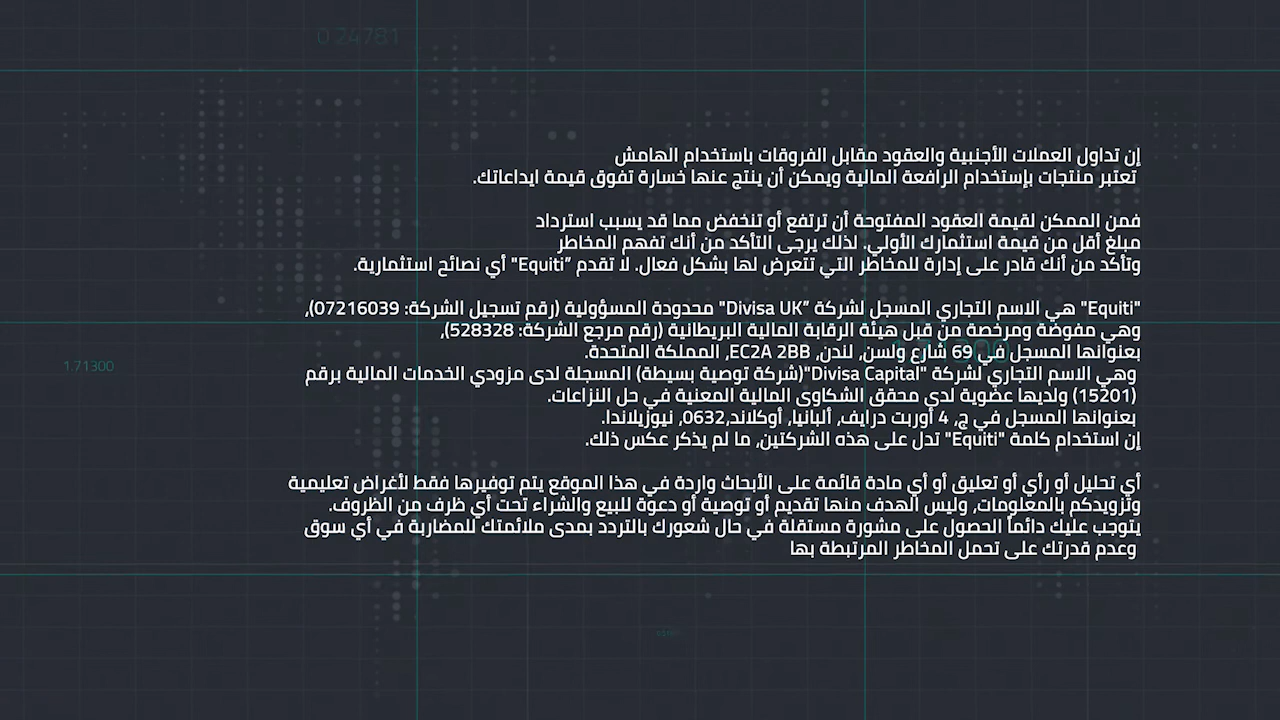 0.24781
إن تداول العملات الأجنبية والعقود مقابل الفروقات باستخدام الهامش
تعتبر منتجات بإستخدام الرافعة المالية ويمكن أن ينتج عنها خسارة تفوق قيمة ايداعاتك.
فمن الممكن لقيمة العقود المفتوحة أن ترتفع أو تنخفض مما قد يسبب استرداد
مبلغ أقل من قيمة استثمارك الأولي. لذلك يرجى التأكد من أنك تفهم المخاطر
وتأكد من أنك قادر على إدارة للمخاطر التي تتعرض لها بشكل فعال. لا تقدم ”Equiti" أي نصائح استثمارية.
"Equiti" هي الاسم التجاري المسجل لشركة ”Divisa UK" محدودة المسؤولية (رقم تسجيل الشركة: 07216039),
وهي مفوضة ومرخصة من قبل هيئة الرقابة المالية البريطانية (رقم مرجع الشركة: 528328),
بعنوانها المسجل في 69 شارع ولسن, لندن, EC2A 2BB, المملكة المتحدة.
وهي الاسم التجاري لشركة "Divisa Capital"(شركة توصية بسيطة) المسجلة لدى مزودي الخدمات المالية برقم
(15201) ولديها عضوية لدى محقق الشكاوى المالية المعنية في حل النزاعات.
بعنوانها المسجل في ج, 4 أوربت درايف, ألبانيا, أوكلاند,0632, نيوزيلاندا.
إن استخدام كلمة "Equiti" تدل على هذه الشركتين, ما لم يذكر عكس ذلك.
1.71300
أي تحليل أو رأي أو تعليق أو أي مادة قائمة على الأبحاث واردة في هذا الموقع يتم توفيرها فقط لأغراض تعليمية
وتزويدكم بالمعلومات, وليس الهدف منها تقديم أو توصية أو دعوة للبيع والشراء تحت أي ظرف من الظروف.
يتوجب عليك دائماً الحصول على مشورة مستقلة في حال شعورك بالتردد بمدى ملائمتك للمضاربة في أي سوق
وعدم قدرتك على تحمل المخاطر المرتبطة بها